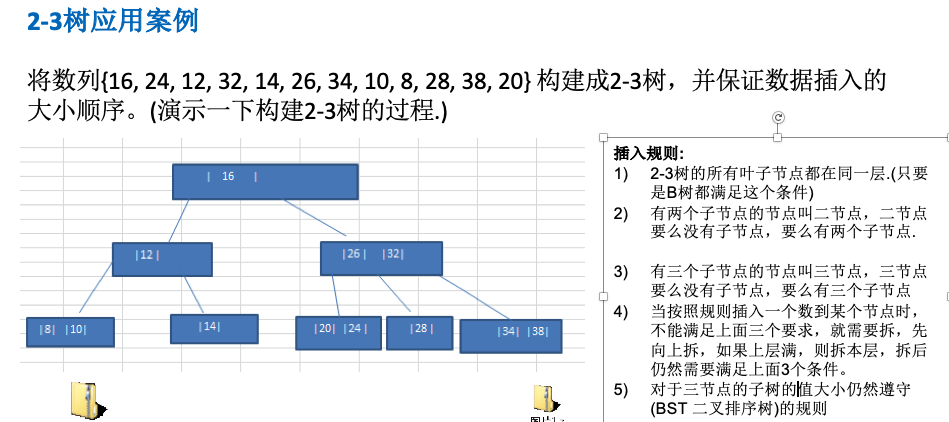 2-3树应用案例
将数列{16, 24, 12, 32, 14, 26, 34, 10, 8, 28, 38, 20} 构建成2-3树，并保证数据插入的
大小顺序。(演示一下构建2-3树的过程.)
插入规则:
1) 2-3树的所有叶子节点都在同一层.(只要
是B树都满足这个条件)
2) 有两个子节点的节点叫二节点，二节点
要么没有子节点，要么有两个子节点.
3) 有三个子节点的节点叫三节点，三节点
要么没有子节点，要么有三个子节点
4) 当按照规则插入一个数到某个节点时，
不能满足上面三个要求，就需要拆，先
向上拆，如果上层满，则拆本层，拆后
仍然需要满足上面3个条件。
5) 对于三节点的子树的值大小仍然遵守
(BST 二叉排序树)的规则
| 16 |
|12 |
|26 | |32|
|8| |10|
|14|
|20| |24 |
|28 |
|34| |38|